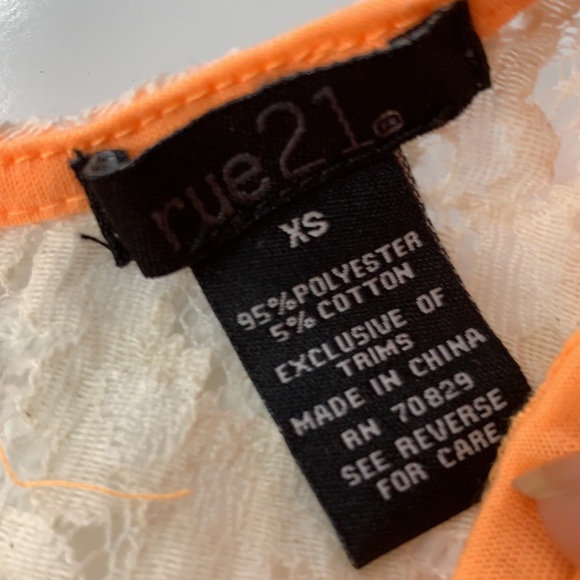 rue21®
XS
95% POLYESTER
5% COTTON
EXCLUSIVE OF
TRIMS
MADE IN CHINA
RN 70829
SEE REVERSE
FOR CARE